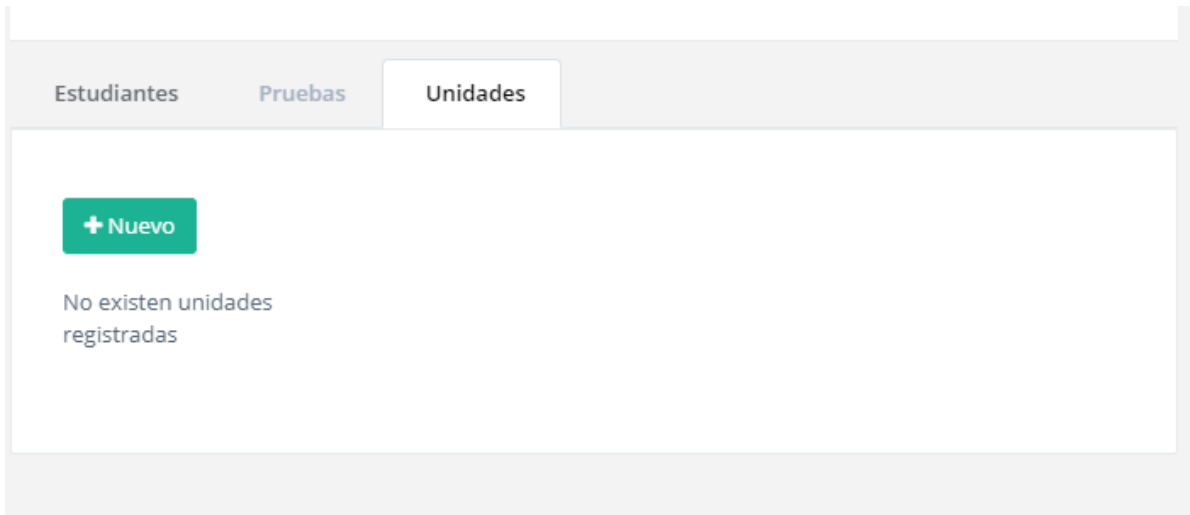 Estudiantes Pruebas Unidades
+ Nuevo
No existen unidades
registradas